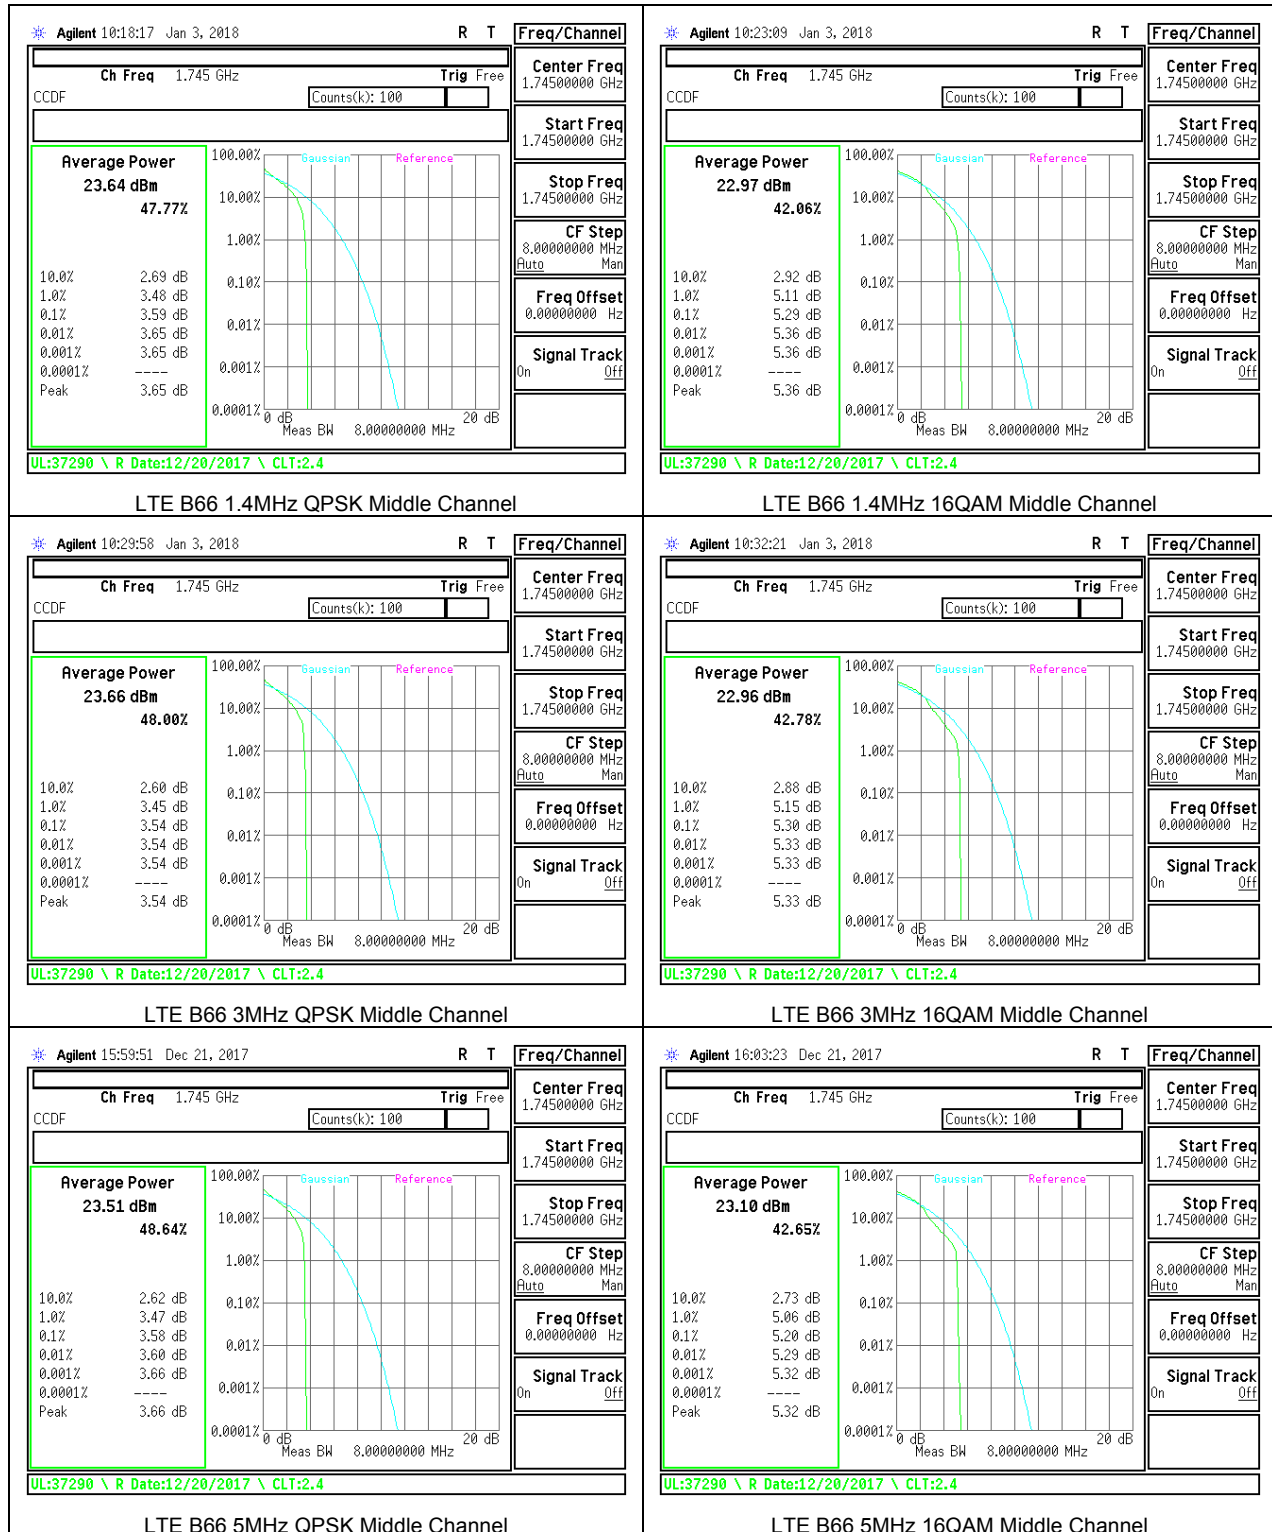 Agilent 10:18:17 Jan 3, 2018 R T Freq/Channel
Ch Freq 1.745 GHz Trig Free
CCDF Counts(k): 100
Center Freq
1.74500000 GHz
Start Freq
1.74500000 GHz
Stop Freq
1.74500000 GHz
CF Step
8.00000000 MHz
Auto Man
Freq Offset
0.00000000 Hz
Signal Track
On Off
Average Power
23.64 dBm
47.77%
10.0% 2.69 dB
1.0% 3.48 dB
0.1% 3.59 dB
0.01% 3.65 dB
0.001% 3.65 dB
0.0001% ----
Peak 3.65 dB
Gaussian Reference
100.00%
10.00%
1.00%
0.10%
0.01%
0.001%
0.0001%
0 dB 20 dB
Meas BW 8.00000000 MHz
UL:37290 \ R Date:12/20/2017 \ CLT:2.4
LTE B66 1.4MHz QPSK Middle Channel
Agilent 10:23:09 Jan 3, 2018 R T Freq/Channel
Ch Freq 1.745 GHz Trig Free
CCDF Counts(k): 100
Center Freq
1.74500000 GHz
Start Freq
1.74500000 GHz
Stop Freq
1.74500000 GHz
CF Step
8.00000000 MHz
Auto Man
Freq Offset
0.00000000 Hz
Signal Track
On Off
Average Power
22.97 dBm
42.06%
10.0% 2.92 dB
1.0% 5.11 dB
0.1% 5.29 dB
0.01% 5.36 dB
0.001% 5.36 dB
0.0001% ----
Peak 5.36 dB
Gaussian Reference
100.00%
10.00%
1.00%
0.10%
0.01%
0.001%
0.0001%
0 dB 20 dB
Meas BW 8.00000000 MHz
UL:37290 \ R Date:12/20/2017 \ CLT:2.4
LTE B66 1.4MHz 16QAM Middle Channel
Agilent 10:29:58 Jan 3, 2018 R T Freq/Channel
Ch Freq 1.745 GHz Trig Free
CCDF Counts(k): 100
Center Freq
1.74500000 GHz
Start Freq
1.74500000 GHz
Stop Freq
1.74500000 GHz
CF Step
8.00000000 MHz
Auto Man
Freq Offset
0.00000000 Hz
Signal Track
On Off
Average Power
23.66 dBm
48.00%
10.0% 2.60 dB
1.0% 3.45 dB
0.1% 3.54 dB
0.01% 3.54 dB
0.001% 3.54 dB
0.0001% ----
Peak 3.54 dB
Gaussian Reference
100.00%
10.00%
1.00%
0.10%
0.01%
0.001%
0.0001%
0 dB 20 dB
Meas BW 8.00000000 MHz
UL:37290 \ R Date:12/20/2017 \ CLT:2.4
LTE B66 3MHz QPSK Middle Channel
Agilent 10:32:21 Jan 3, 2018 R T Freq/Channel
Ch Freq 1.745 GHz Trig Free
CCDF Counts(k): 100
Center Freq
1.74500000 GHz
Start Freq
1.74500000 GHz
Stop Freq
1.74500000 GHz
CF Step
8.00000000 MHz
Auto Man
Freq Offset
0.00000000 Hz
Signal Track
On Off
Average Power
22.96 dBm
42.78%
10.0% 2.88 dB
1.0% 5.15 dB
0.1% 5.30 dB
0.01% 5.33 dB
0.001% 5.33 dB
0.0001% ----
Peak 5.33 dB
Gaussian Reference
100.00%
10.00%
1.00%
0.10%
0.01%
0.001%
0.0001%
0 dB 20 dB
Meas BW 8.00000000 MHz
UL:37290 \ R Date:12/20/2017 \ CLT:2.4
LTE B66 3MHz 16QAM Middle Channel
Agilent 15:59:51 Dec 21, 2017 R T Freq/Channel
Ch Freq 1.745 GHz Trig Free
CCDF Counts(k): 100
Center Freq
1.74500000 GHz
Start Freq
1.74500000 GHz
Stop Freq
1.74500000 GHz
CF Step
8.00000000 MHz
Auto Man
Freq Offset
0.00000000 Hz
Signal Track
On Off
Average Power
23.51 dBm
48.64%
10.0% 2.62 dB
1.0% 3.47 dB
0.1% 3.58 dB
0.01% 3.60 dB
0.001% 3.66 dB
0.0001% ----
Peak 3.66 dB
Gaussian Reference
100.00%
10.00%
1.00%
0.10%
0.01%
0.001%
0.0001%
0 dB 20 dB
Meas BW 8.00000000 MHz
UL:37290 \ R Date:12/20/2017 \ CLT:2.4
LTE B66 5MHz QPSK Middle Channel
Agilent 16:03:23 Dec 21, 2017 R T Freq/Channel
Ch Freq 1.745 GHz Trig Free
CCDF Counts(k): 100
Center Freq
1.74500000 GHz
Start Freq
1.74500000 GHz
Stop Freq
1.74500000 GHz
CF Step
8.00000000 MHz
Auto Man
Freq Offset
0.00000000 Hz
Signal Track
On Off
Average Power
23.10 dBm
42.65%
10.0% 2.73 dB
1.0% 5.06 dB
0.1% 5.20 dB
0.01% 5.29 dB
0.001% 5.32 dB
0.0001% ----
Peak 5.32 dB
Gaussian Reference
100.00%
10.00%
1.00%
0.10%
0.01%
0.001%
0.0001%
0 dB 20 dB
Meas BW 8.00000000 MHz
UL:37290 \ R Date:12/20/2017 \ CLT:2.4
LTE B66 5MHz 16QAM Middle Channel